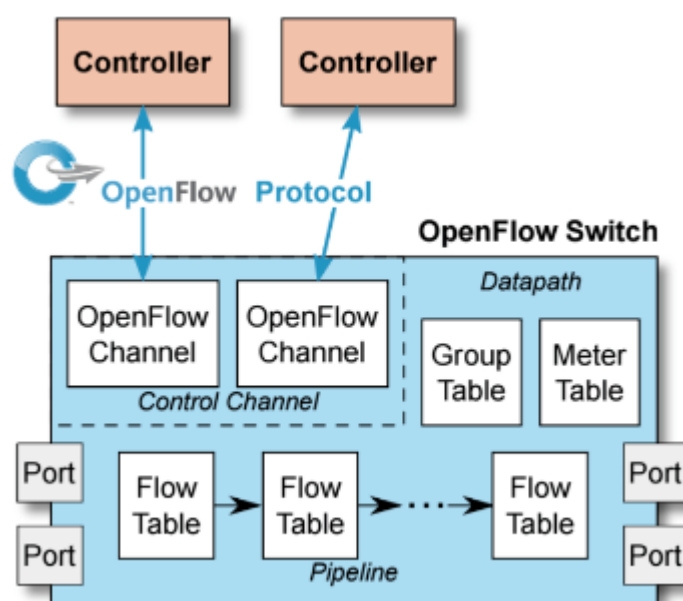 Controller
Controller
OpenFlow
Protocol
OpenFlow Switch
OpenFlow
Channel
OpenFlow
Channel
Control Channel
Datapath
Group
Table
Meter
Table
Port
Port
Flow
Table
Flow
Table
...
Flow
Table
Pipeline
Port
Port